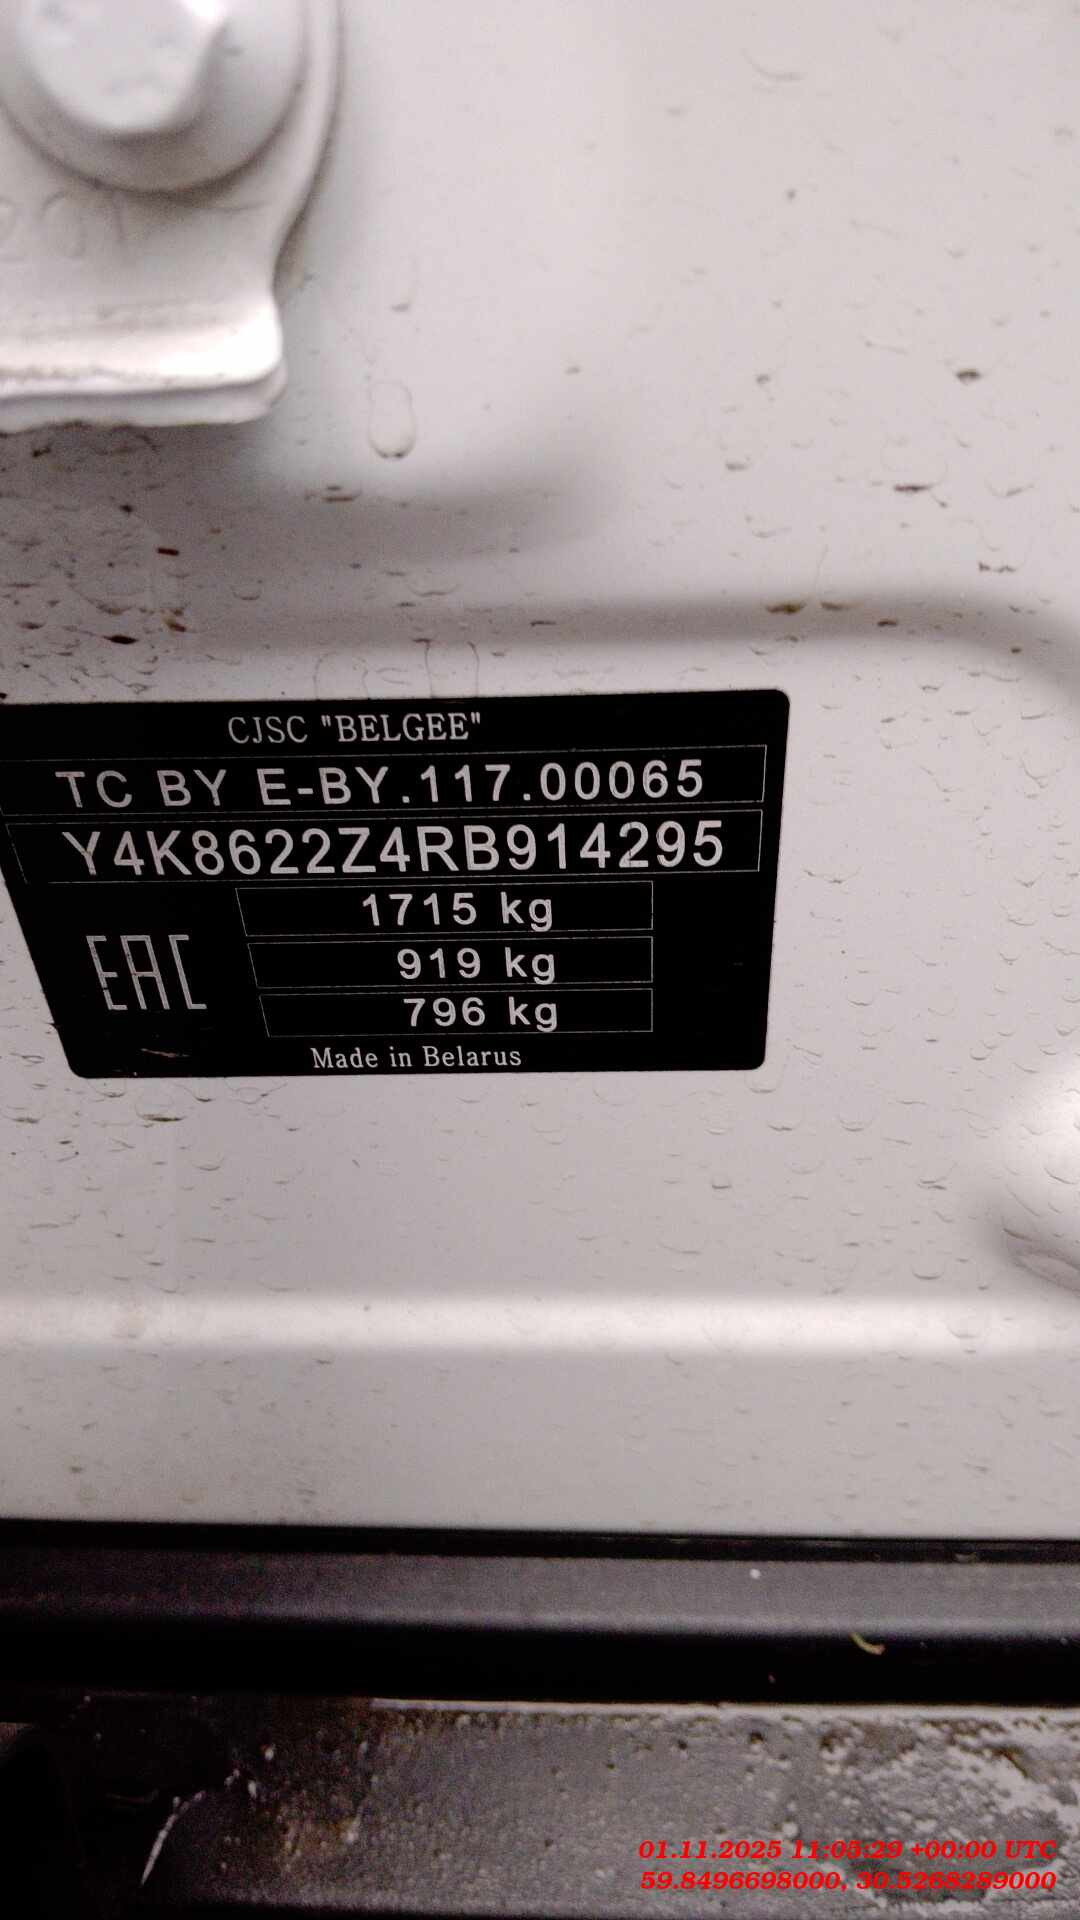 CJSC "BELGEE"
TC BY E-BY.117.00065
Y4K8622Z4RB914295
1715 kg
919 kg
EAC
796 kg
Made in Belarus
01.11.2025 11:05:29 +00:00 UTC
59.8496698000, 30.5268289000